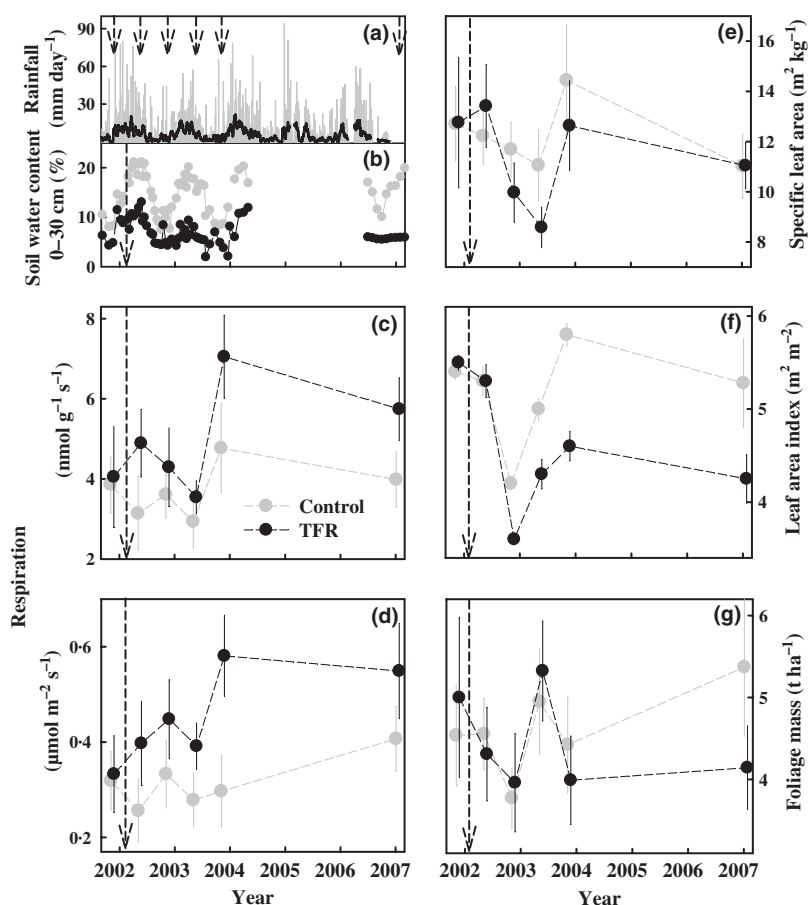 (a)
Rainfall
(mm day⁻¹)
90
60
30
(b)
Soil water content
0–30 cm (%)
20
10
0
(c)
Respiration
(nmol g⁻¹ s⁻¹)
8
6
4
2
Control
TFR
(d)
(μmol m⁻² s⁻¹)
0·6
0·4
0·2
2002 2003 2004 2005 2006 2007
Year
(e)
Specific leaf area (m² kg⁻¹)
16
14
12
10
8
(f)
Leaf area index (m² m⁻²)
6
5
4
(g)
Foliage mass (t ha⁻¹)
6
5
4
2002 2003 2004 2005 2006 2007
Year